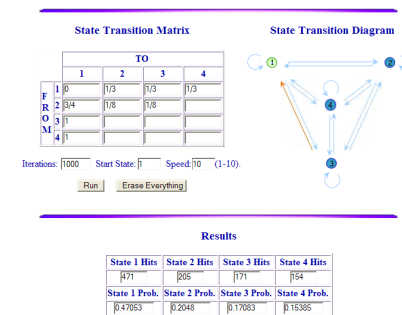 State Transition Matrix
State Transition Diagram
TO
1 2 3 4
FROM
1 0 1/3 1/3 1/3
2 3/4 1/8 1/8
3 1
4 1
1
2
4
3
Iterations: 1000 Start State: 1 Speed: 10 (1-10).
Run Erase Everything
Results
State 1 Hits State 2 Hits State 3 Hits State 4 Hits
471 205 171 154
State 1 Prob. State 2 Prob. State 3 Prob. State 4 Prob.
0.47053 0.2048 0.17083 0.15385